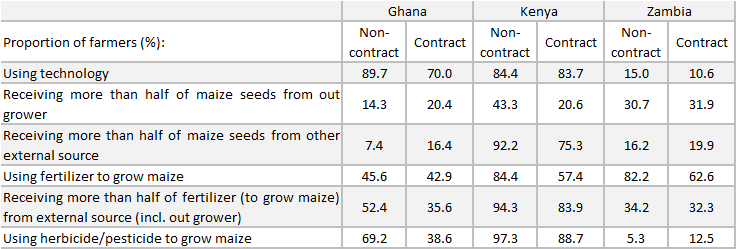 Ghana Kenya Zambia
Proportion of farmers (%): Non-contract Contract Non-contract Contract Non-contract Contract
Using technology 89.7 70.0 84.4 83.7 15.0 10.6
Receiving more than half of maize seeds from out
grower 14.3 20.4 43.3 20.6 30.7 31.9
Receiving more than half of maize seeds from other
external source 7.4 16.4 92.2 75.3 16.2 19.9
Using fertilizer to grow maize 45.6 42.9 84.4 57.4 82.2 62.6
Receiving more than half of fertilizer (to grow maize)
from external source (incl. out grower) 52.4 35.6 94.3 83.9 34.2 32.3
Using herbicide/pesticide to grow maize 69.2 38.6 97.3 88.7 5.3 12.5